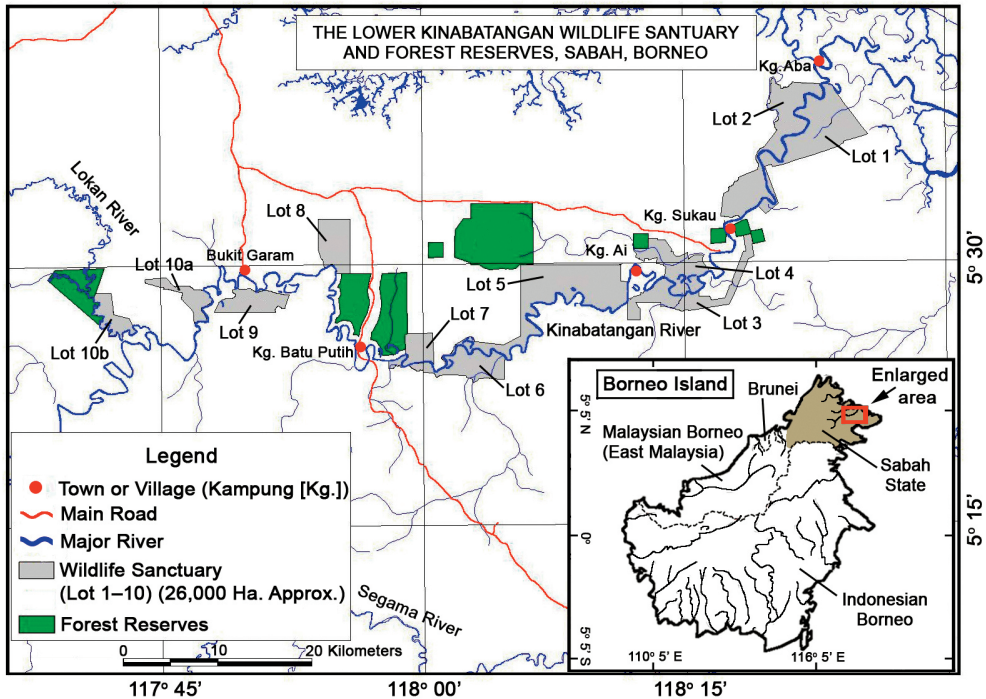 THE LOWER KINABATANGAN WILDLIFE SANTUARY
AND FOREST RESERVES, SABAH, BORNEO
Kg. Aba
Lot 2
Lot 1
Lokan River
Lot 8
Kg. Sukau
Kg. Ai
Bukit Garam
Lot 10a
Lot 5
Lot 4
5° 30'
Lot 9
Lot 7
Lot 3
Kinabatangan River
Lot 10b
Kg. Batu Putih
Lot 6
Borneo Island
Brunei
Enlarged
area
5° 5' N
Malaysian Borneo
(East Malaysia)
Sabah
State
0°
Indonesian
Borneo
5° 5' S
110° 5' E
116° 5' E
5° 15'
Legend
Town or Village (Kampung [Kg.])
Main Road
Major River
Wildlife Sanctuary
(Lot 1–10) (26,000 Ha. Approx.)
Forest Reserves
Segama River
0 10 20 Kilometers
117° 45'
118° 00'
118° 15'